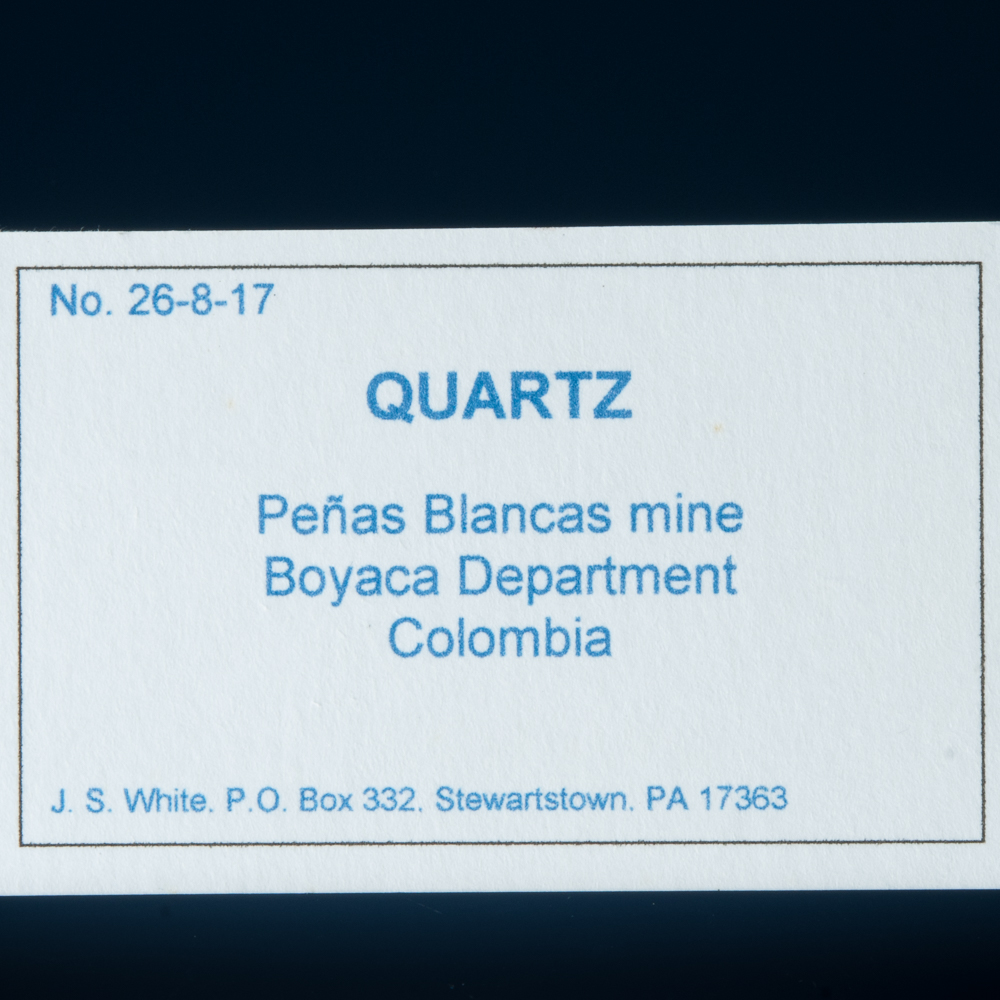 No. 26-8-17
QUARTZ
Peñas Blancas mine
Boyaca Department
Colombia
J. S. White, P.O. Box 332, Stewartstown, PA 17363